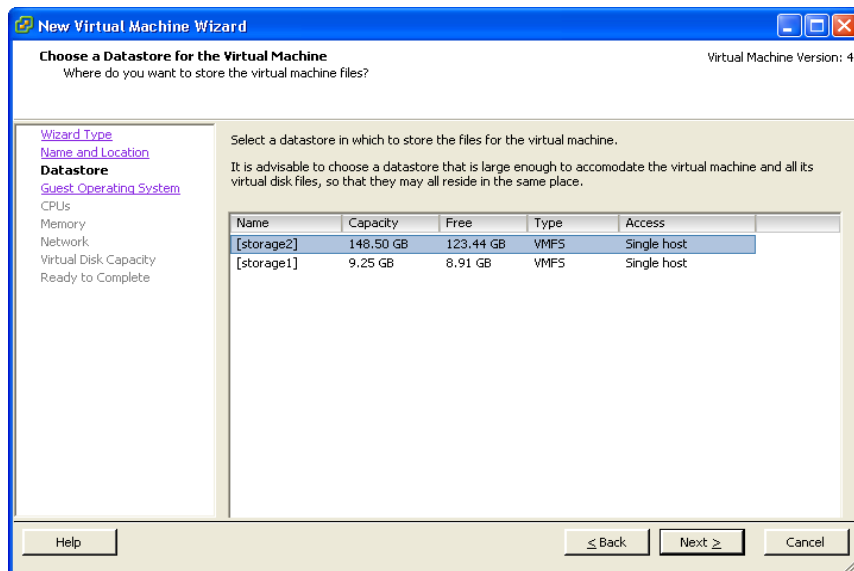 New Virtual Machine Wizard
Choose a Datastore for the Virtual Machine
Where do you want to store the virtual machine files?
Virtual Machine Version: 4
Wizard Type
Name and Location
Datastore
Guest Operating System
CPUs
Memory
Network
Virtual Disk Capacity
Ready to Complete
Select a datastore in which to store the files for the virtual machine.
It is advisable to choose a datastore that is large enough to accomodate the virtual machine and all its
virtual disk files, so that they may all reside in the same place.
Name Capacity Free Type Access
[storage2] 148.50 GB 123.44 GB VMFS Single host
[storage1] 9.25 GB 8.91 GB VMFS Single host
Help
< Back
Next >
Cancel